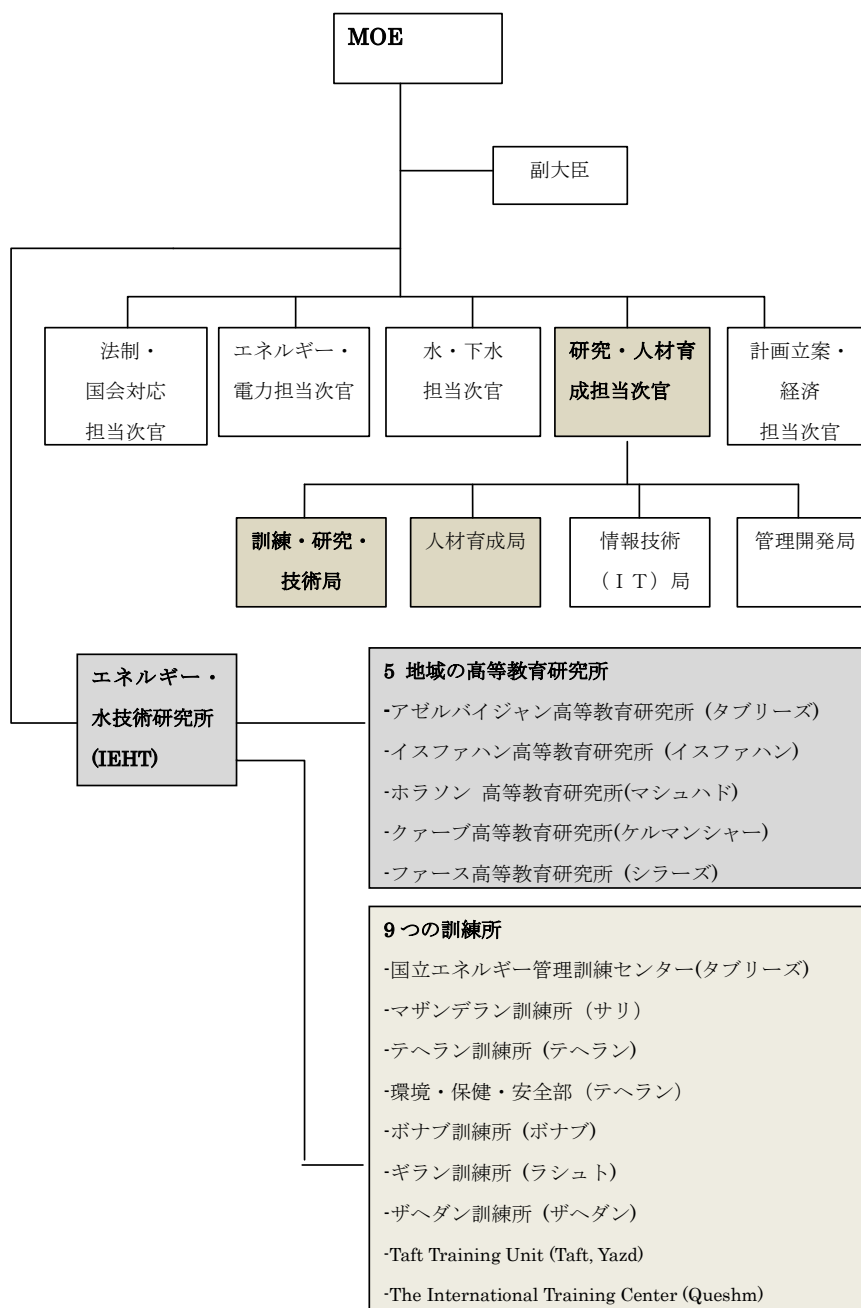 MOE
副大臣
法制・
国会対応
担当次官
エネルギー・
電力担当次官
水・下水
担当次官
研究・人材育
成担当次官
計画立案・
経済
担当次官
訓練・研究・
技術局
人材育成局
情報技術
（ＩＴ）局
管理開発局
エネルギー・
水技術研究所
(IEHT)
5 地域の高等教育研究所
-アゼルバイジャン高等教育研究所 (タブリーズ)
-イスファハン高等教育研究所 (イスファハン)
-ホラソン 高等教育研究所(マシュハド)
-クァーブ高等教育研究所(ケルマンシャー)
-ファース高等教育研究所 (シラーズ)
9つの訓練所
-国立エネルギー管理訓練センター(タブリーズ)
-マザンデラン訓練所（サリ）
-テヘラン訓練所 (テヘラン)
-環境・保健・安全部（テヘラン）
-ボナブ訓練所 (ボナブ)
-ギラン訓練所 (ラシュト)
-ザヘダン訓練所 (ザヘダン)
-Taft Training Unit (Taft, Yazd)
-The International Training Center (Queshm)